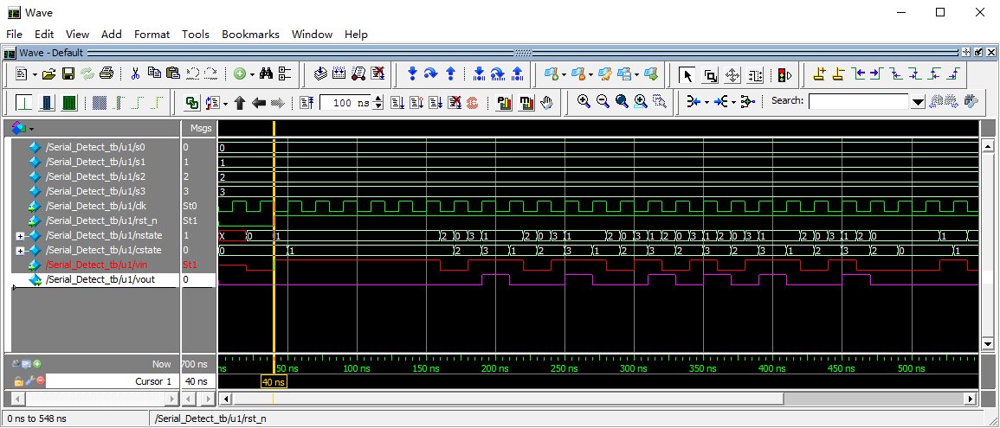 Wave
File Edit View Add Format Tools Bookmarks Window Help
Wave - Default
100 ns
Search:
Msgs
/Serial_Detect_tb/u1/s0 0 0
/Serial_Detect_tb/u1/s1 1 1
/Serial_Detect_tb/u1/s2 2 2
/Serial_Detect_tb/u1/s3 3 3
/Serial_Detect_tb/u1/clk St0
/Serial_Detect_tb/u1/rst_n St1
/Serial_Detect_tb/u1/nstate 1 X 0 1 2 0 3 1 2 0 3 1 2 0 3 1 2 0 3 1 2 0 3 1 2 0 3 1 2 0 1
/Serial_Detect_tb/u1/cstate 0 0 1 2 3 1 2 3 1 2 3 1 2 3 2 3 1 2 3 2 0 1
/Serial_Detect_tb/u1/vin St1
/Serial_Detect_tb/u1/vout 0
Now 700 ns ns 50 ns 100 ns 150 ns 200 ns 250 ns 300 ns 350 ns 400 ns 450 ns 500 ns
Cursor 1 40 ns 40 ns
0 ns to 548 ns /Serial_Detect_tb/u1/rst_n